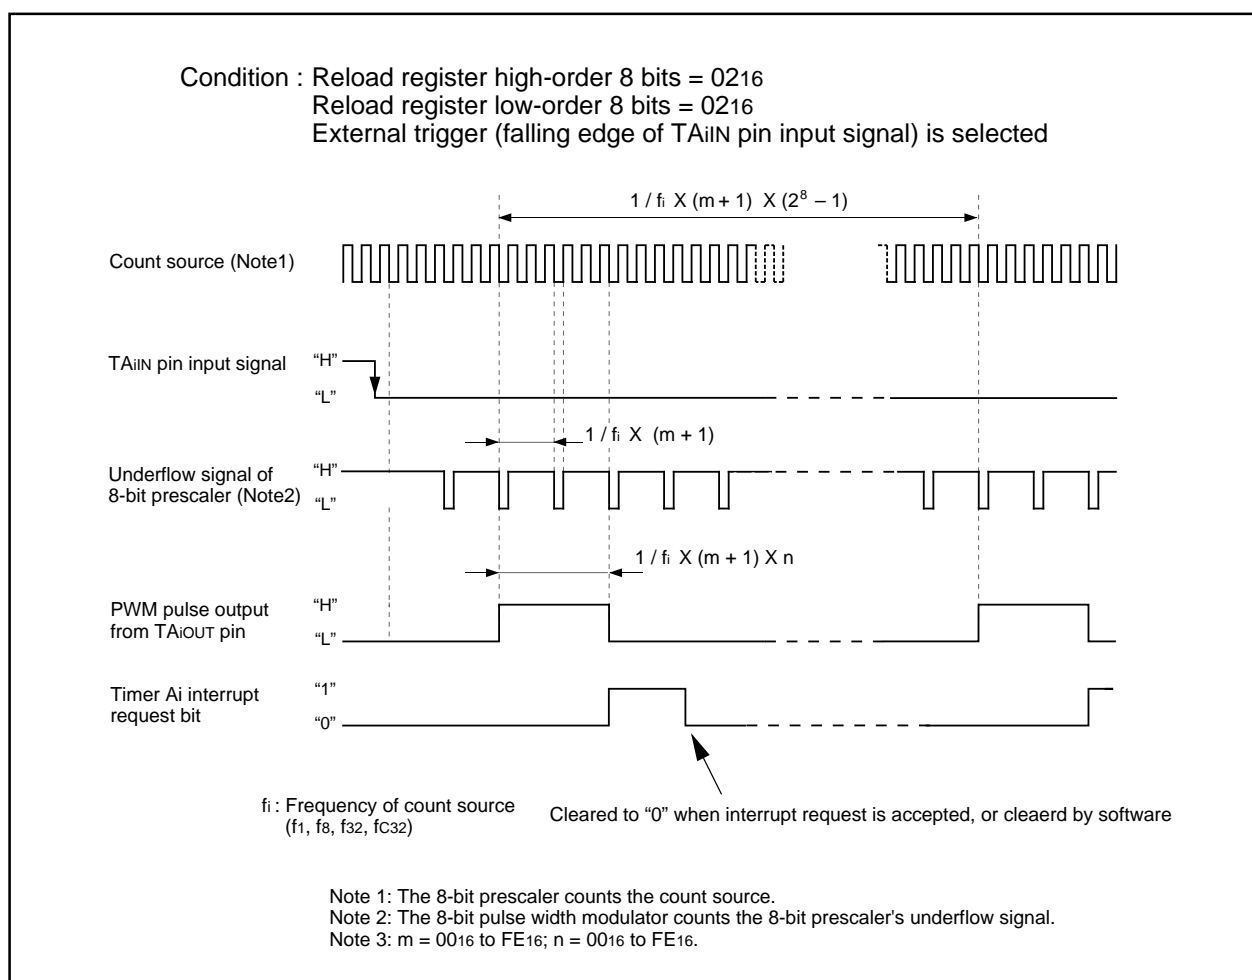 Condition : Reload register high-order 8 bits = 0216
Reload register low-order 8 bits = 0216
External trigger (falling edge of TAiIN pin input signal) is selected
1 / fi X (m + 1) X (2⁸ – 1)
Count source (Note1)
TAiIN pin input signal
“H”
“L”
1 / fi X (m + 1)
Underflow signal of
8-bit prescaler (Note2)
“H”
“L”
1 / fi X (m + 1) X n
PWM pulse output
from TAiOUT pin
“H”
“L”
Timer Ai interrupt
request bit
“1”
“0”
fi : Frequency of count source
(f1, f8, f32, fC32)
Cleared to “0” when interrupt request is accepted, or cleaerd by software
Note 1: The 8-bit prescaler counts the count source.
Note 2: The 8-bit pulse width modulator counts the 8-bit prescaler's underflow signal.
Note 3: m = 0016 to FE16; n = 0016 to FE16.